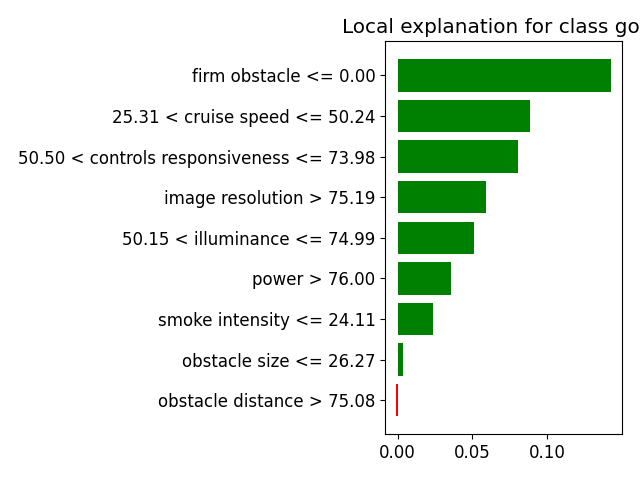 Local explanation for class go
firm obstacle <= 0.00
25.31 < cruise speed <= 50.24
50.50 < controls responsiveness <= 73.98
image resolution > 75.19
50.15 < illuminance <= 74.99
power > 76.00
smoke intensity <= 24.11
obstacle size <= 26.27
obstacle distance > 75.08
0.00 0.05 0.10